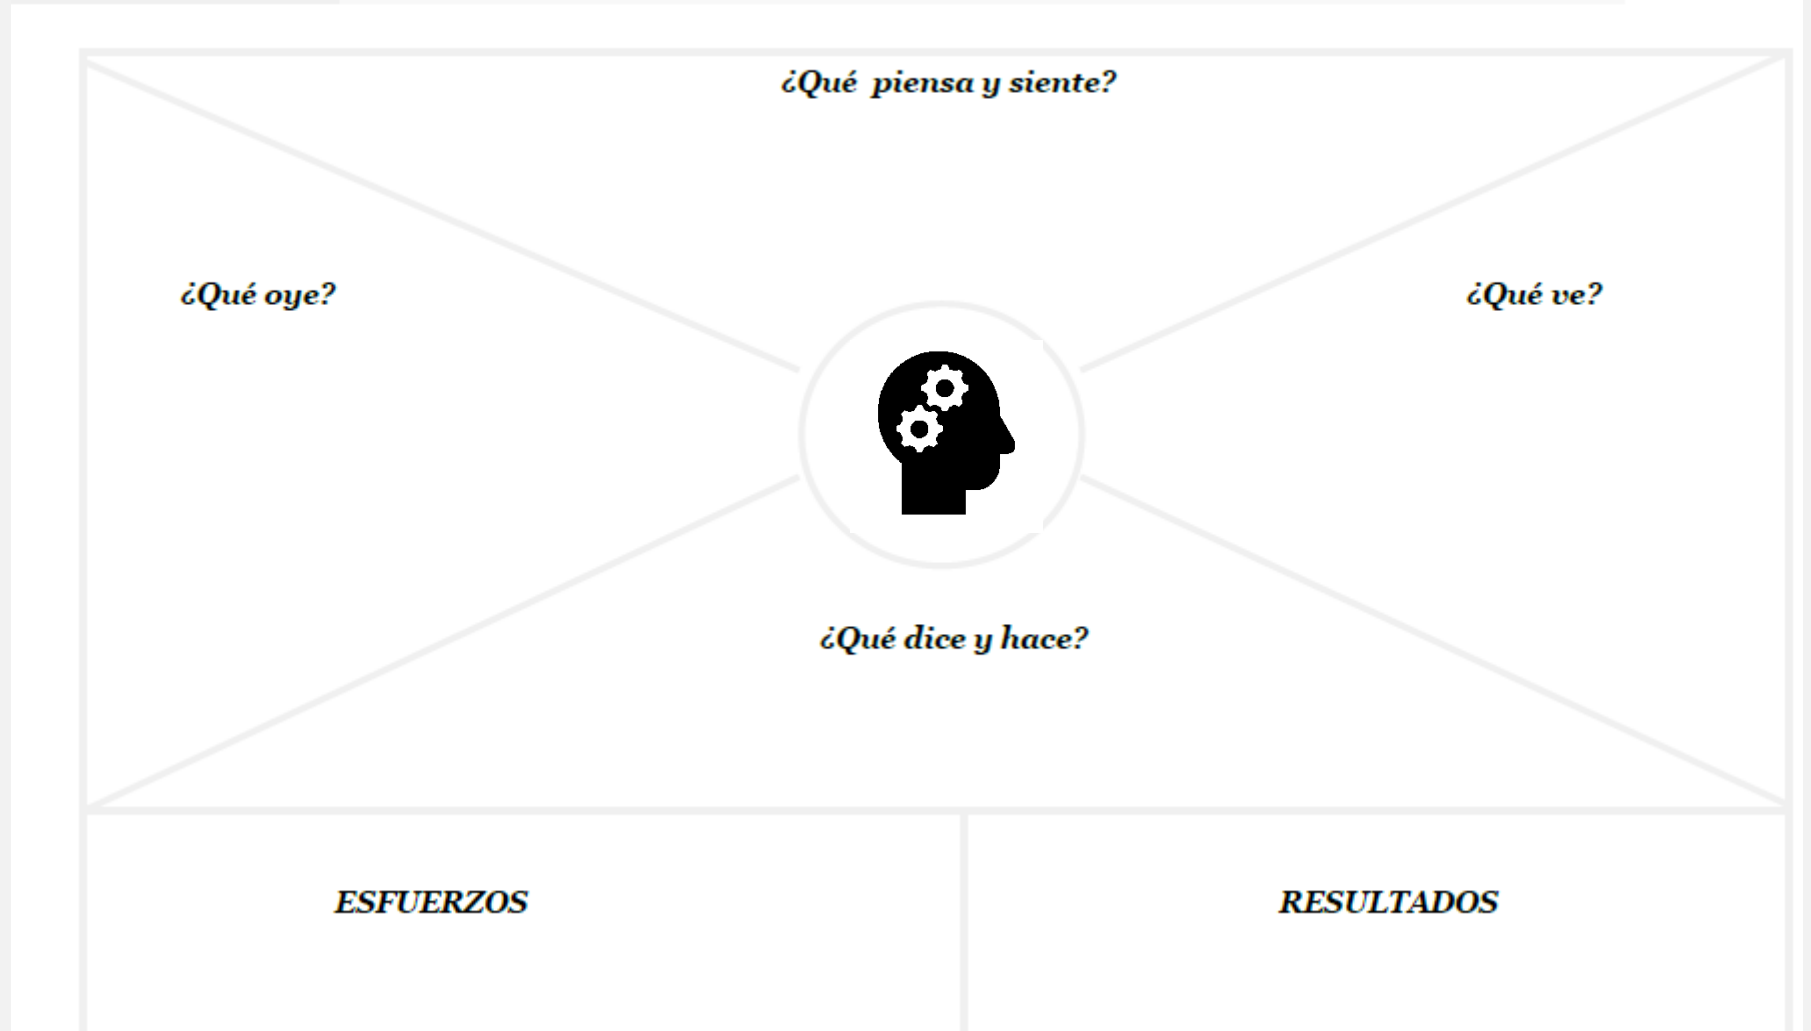 ¿Qué piensa y siente?
¿Qué oye?
¿Qué ve?
¿Qué dice y hace?
ESFUERZOS
RESULTADOS